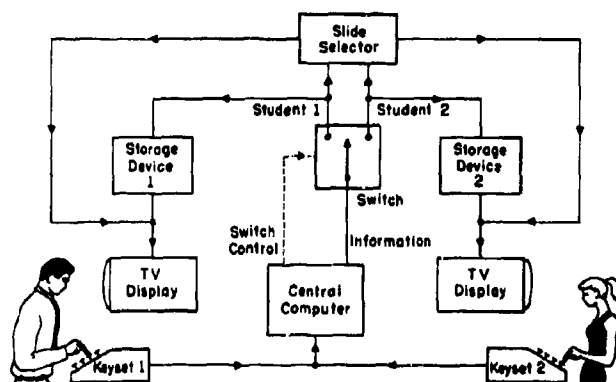 Slide
Selector
Student 1
Student 2
Storage
Device
1
Storage
Device
2
Switch
Switch
Control
Information
TV
Display
Central
Computer
TV
Display
Keyset 1
Keyset 2